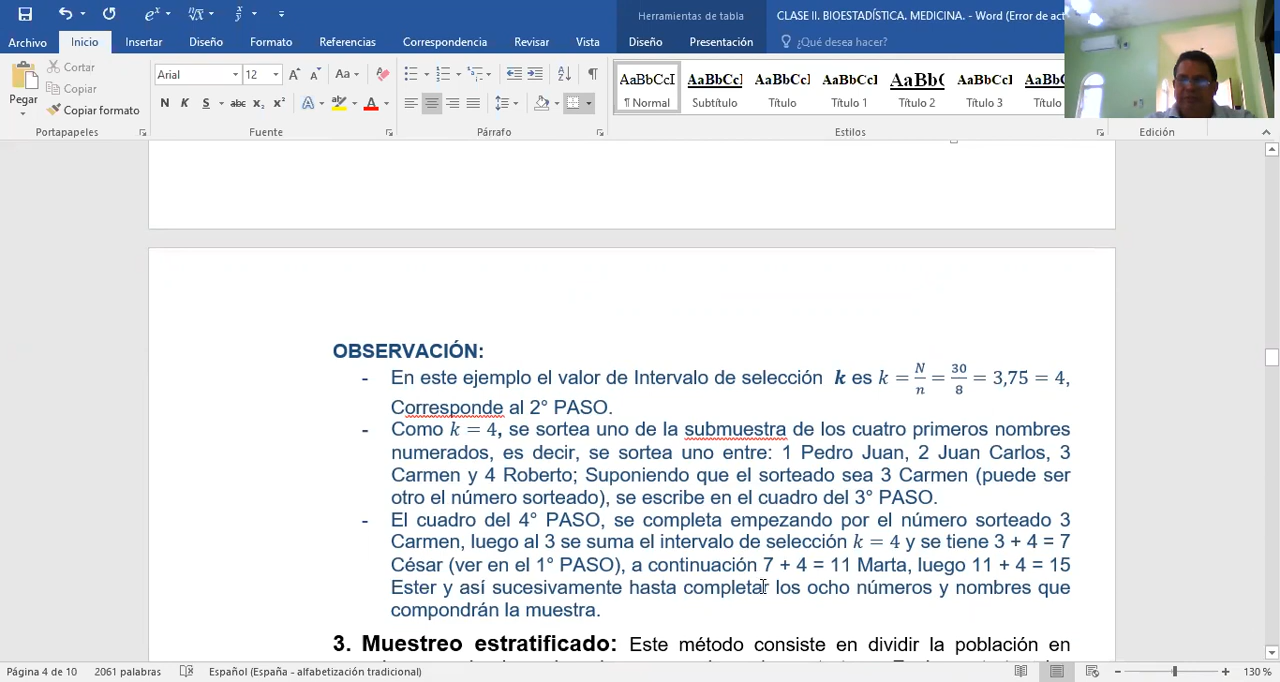 Herramientas de tabla
CLASE II. BIOESTADÍSTICA. MEDICINA. - Word (Error de act
Archivo Inicio Insertar Diseño Formato Referencias Correspondencia Revisar Vista Diseño Presentación ¿Qué desea hacer?
Cortar
Copiar
Copiar formato
Pegar
Arial 12
N K S abc x₂ x²
AaBbCcI AaBbCcI AaBbCcI AaBbCcI AaBbC AaBbCcI AaBbC
¶ Normal Subtítulo Título Título 1 Título 2 Título 3 Título
Portapapeles Fuente Párrafo Estilos Edición
OBSERVACIÓN:
- En este ejemplo el valor de Intervalo de selección k es k = N/n = 30/8 = 3,75 = 4,
Corresponde al 2° PASO.
- Como k = 4, se sortea uno de la submuestra de los cuatro primeros nombres
numerados, es decir, se sortea uno entre: 1 Pedro Juan, 2 Juan Carlos, 3
Carmen y 4 Roberto; Suponiendo que el sorteado sea 3 Carmen (puede ser
otro el número sorteado), se escribe en el cuadro del 3° PASO.
- El cuadro del 4° PASO, se completa empezando por el número sorteado 3
Carmen, luego al 3 se suma el intervalo de selección k = 4 y se tiene 3 + 4 = 7
César (ver en el 1° PASO), a continuación 7 + 4 = 11 Marta, luego 11 + 4 = 15
Ester y así sucesivamente hasta completar los ocho números y nombres que
compondrán la muestra.
3. Muestreo estratificado: Este método consiste en dividir la población en
Página 4 de 10 2061 palabras Español (España - alfabetización tradicional) 130 %